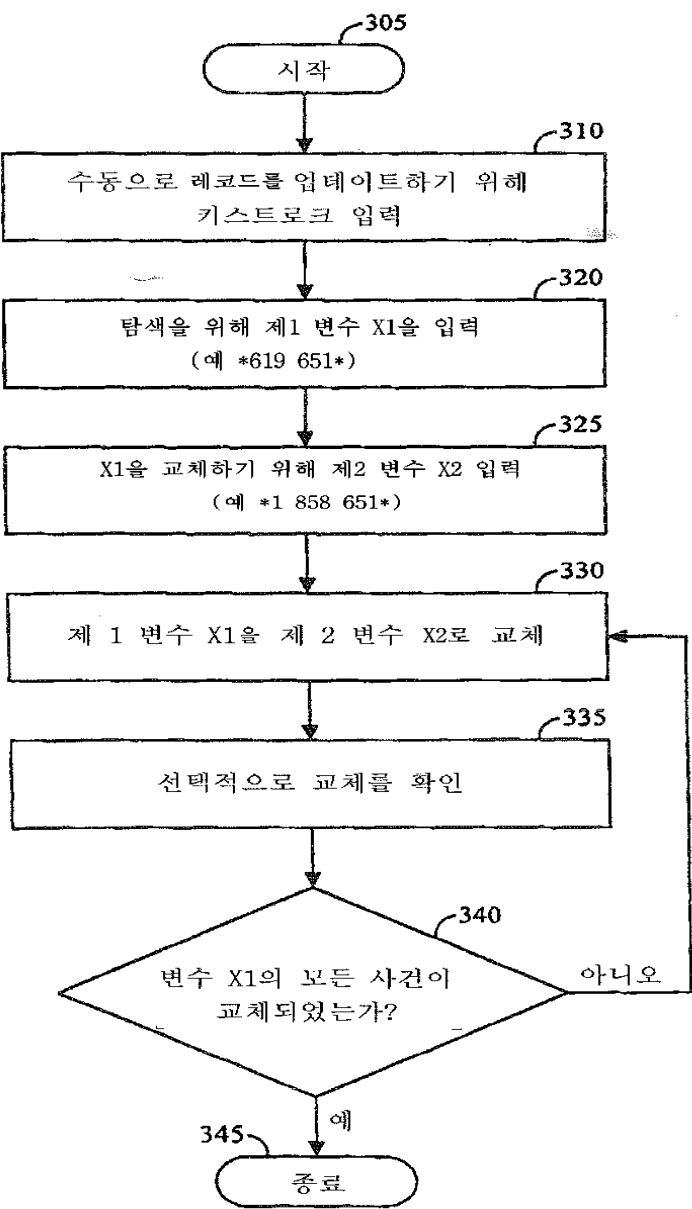 305
시작
310
수동으로 레코드를 업데이트하기 위해
키스트로크 입력
320
탐색을 위해 제1 변수 X1을 입력
(예 *619 651*)
325
X1을 교체하기 위해 제2 변수 X2 입력
(예 *1 858 651*)
330
제 1 변수 X1을 제 2 변수 X2로 교체
335
선택적으로 교체를 확인
340
변수 X1의 모든 사건이
교체되었는가?
아니오
예
345
종료